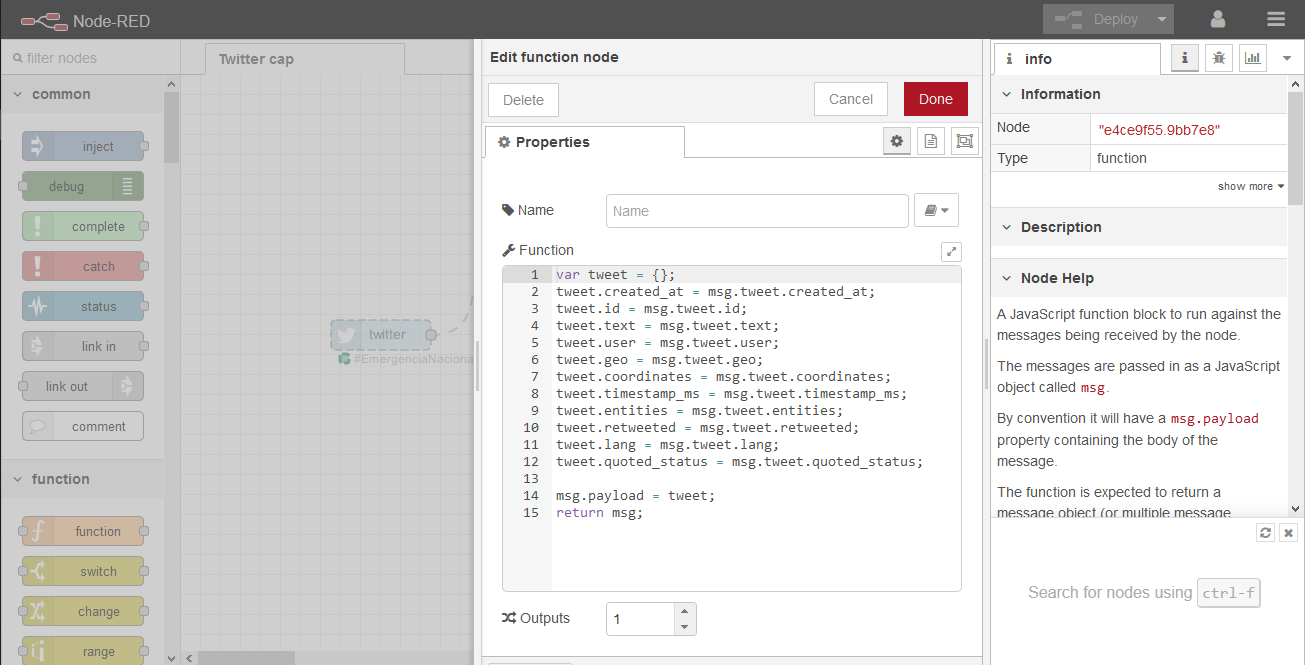 Node-RED
Deploy
filter nodes
common
inject
debug
complete
catch
status
link in
link out
comment
function
function
switch
change
range
Twitter cap
twitter
#EmergenciaNaciona
Edit function node
Delete
Cancel
Done
Properties
Name
Name
Function
1 var tweet = {};
2 tweet.created_at = msg.tweet.created_at;
3 tweet.id = msg.tweet.id;
4 tweet.text = msg.tweet.text;
5 tweet.user = msg.tweet.user;
6 tweet.geo = msg.tweet.geo;
7 tweet.coordinates = msg.tweet.coordinates;
8 tweet.timestamp_ms = msg.tweet.timestamp_ms;
9 tweet.entities = msg.tweet.entities;
10 tweet.retweeted = msg.tweet.retweeted;
11 tweet.lang = msg.tweet.lang;
12 tweet.quoted_status = msg.tweet.quoted_status;
13
14 msg.payload = tweet;
15 return msg;
Outputs
1
info
Information
Node "e4ce9f55.9bb7e8"
Type function
show more
Description
Node Help
A JavaScript function block to run against the
messages being received by the node.
The messages are passed in as a JavaScript
object called msg.
By convention it will have a msg.payload
property containing the body of the
message.
The function is expected to return a
message object (or multiple message
Search for nodes using ctrl-f